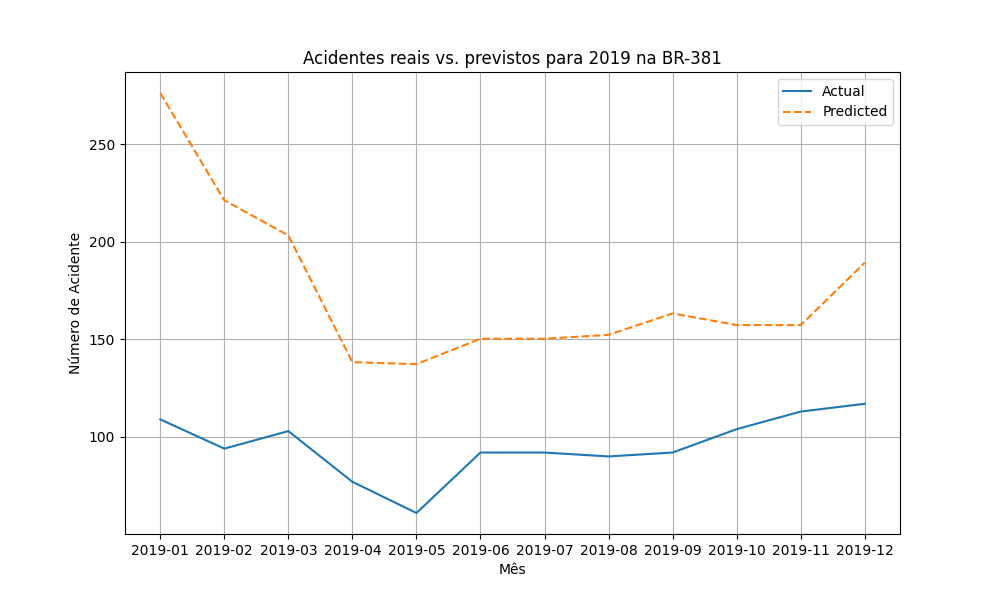 Acidentes reais vs. previstos para 2019 na BR-381
Actual
Predicted
Número de Acidente
250
200
150
100
2019-01 2019-02 2019-03 2019-04 2019-05 2019-06 2019-07 2019-08 2019-09 2019-10 2019-11 2019-12
Mês